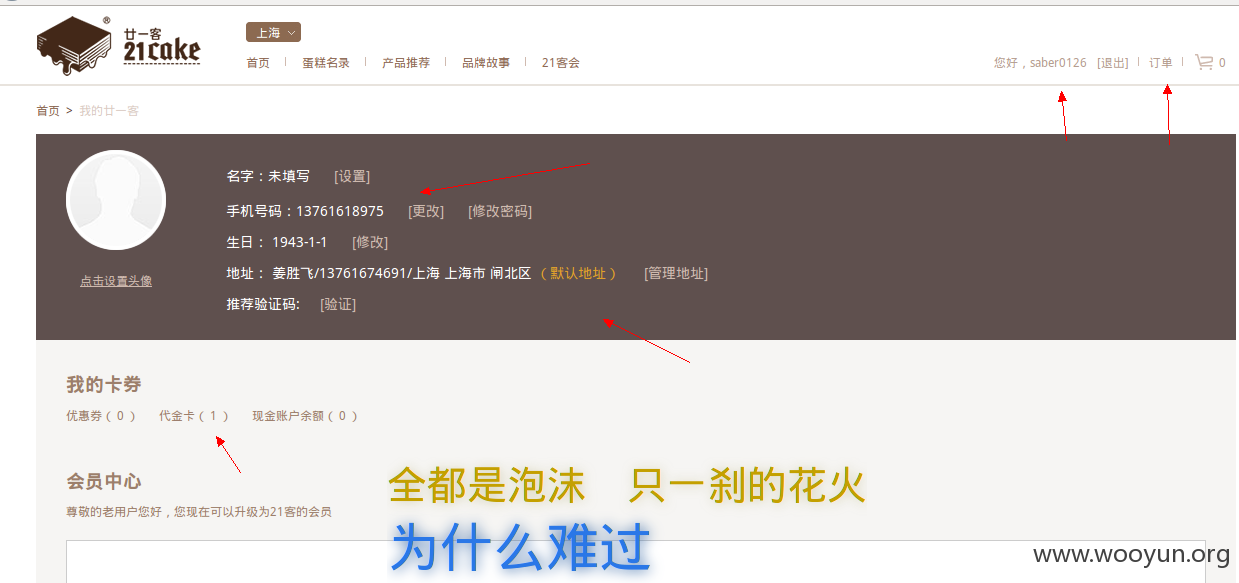 廿一客
21cake
®
上海
首页 蛋糕名录 产品推荐 品牌故事 21客会
您好，saber0126 [退出] 订单 0
首页 > 我的廿一客
名字：未填写 [设置]
手机号码：13761618975 [更改] [修改密码]
生日： 1943-1-1 [修改]
地址： 姜胜飞/13761674691/上海 上海市 闸北区 （默认地址） [管理地址]
点击设置头像
推荐验证码: [验证]
我的卡券
优惠券（0） 代金卡（1） 现金账户余额（0）
会员中心
全都是泡沫 只一刹的花火
尊敬的老用户您好，您现在可以升级为21客的会员
为什么难过
www.wooyun.org